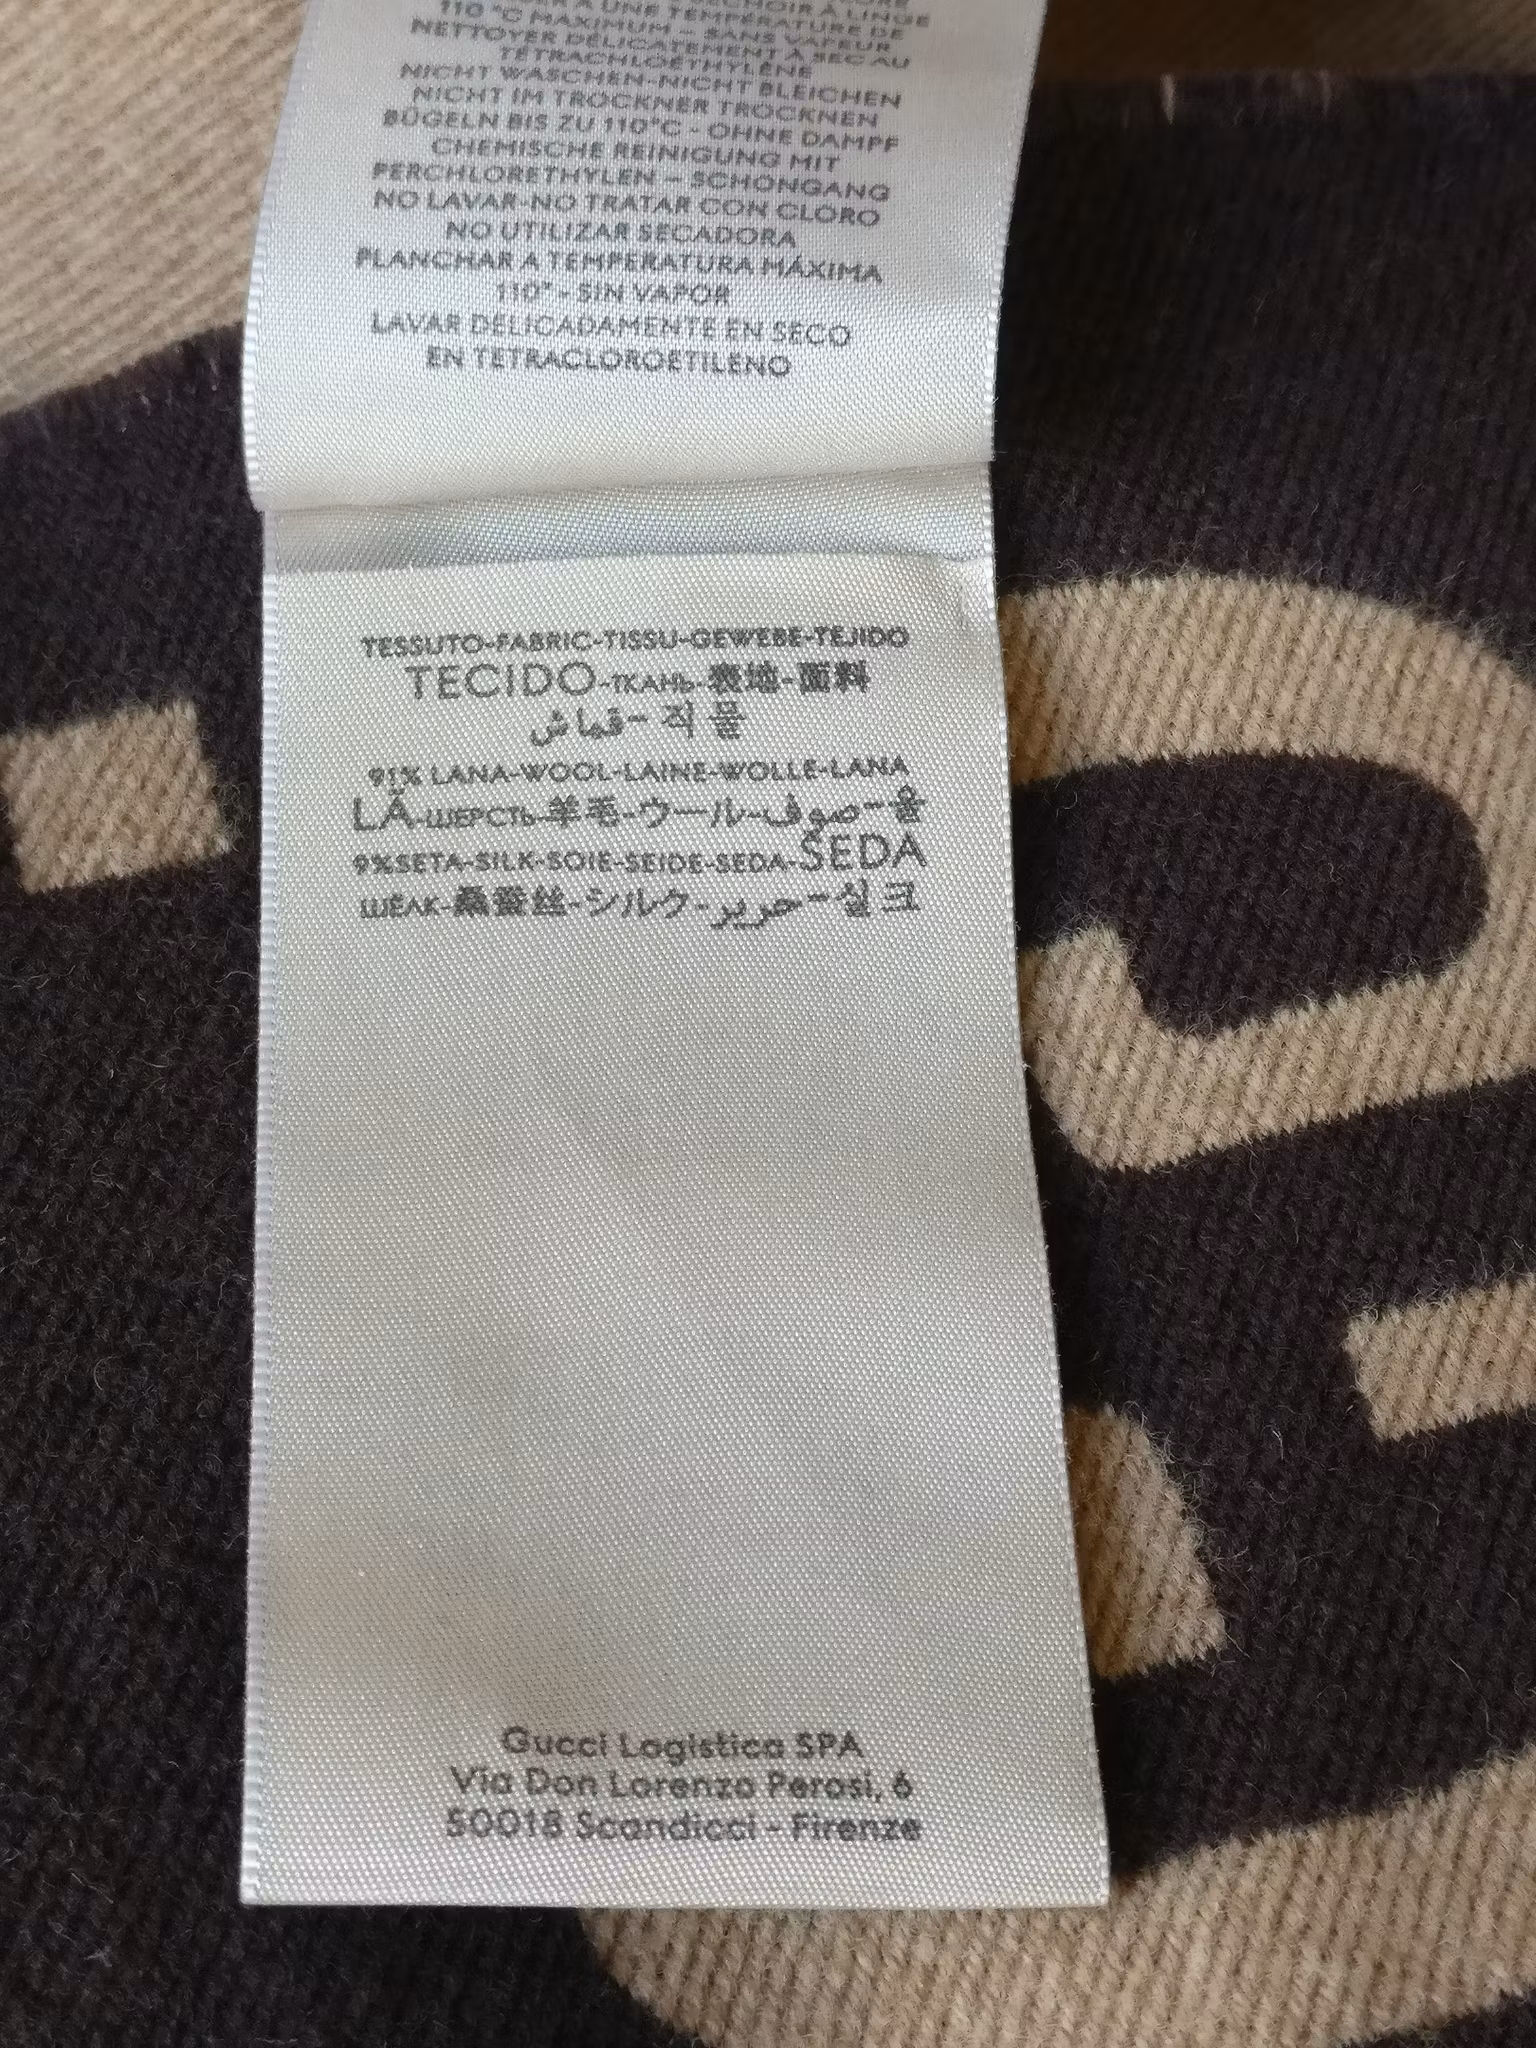 À LINGE
À UNE TEMPÉRATURE DE
110 °C MAXIMUM – SANS VAPEUR
NETTOYER DÉLICATEMENT À SEC AU
TÉTRACHLOÉTHYLÈNE
NICHT WASCHEN-NICHT BLEICHEN
NICHT IM TROCKNER TROCKNEN
BÜGELN BIS ZU 110°C - OHNE DAMPF
CHEMISCHE REINIGUNG MIT
PERCHLORETHYLEN – SCHONGANG
NO LAVAR-NO TRATAR CON CLORO
NO UTILIZAR SECADORA
PLANCHAR A TEMPERATURA MÁXIMA
110° - SIN VAPOR
LAVAR DELICADAMENTE EN SECO
EN TETRACLOROETILENO
TESSUTO-FABRIC-TISSU-GEWEBE-TEJIDO
TECIDO-ТКАНЬ-表地-面料
قماش-직물
91% LANA-WOOL-LAINE-WOLLE-LANA
LÃ-ШЕРСТЬ-羊毛-ウール-صوف-울
9%SETA-SILK-SOIE-SEIDE-SEDA-SEDA
ШЁЛК-桑蚕丝-シルク-حرير-실크
Gucci Logistica SPA
Via Don Lorenzo Perosi, 6
50018 Scandicci - Firenze